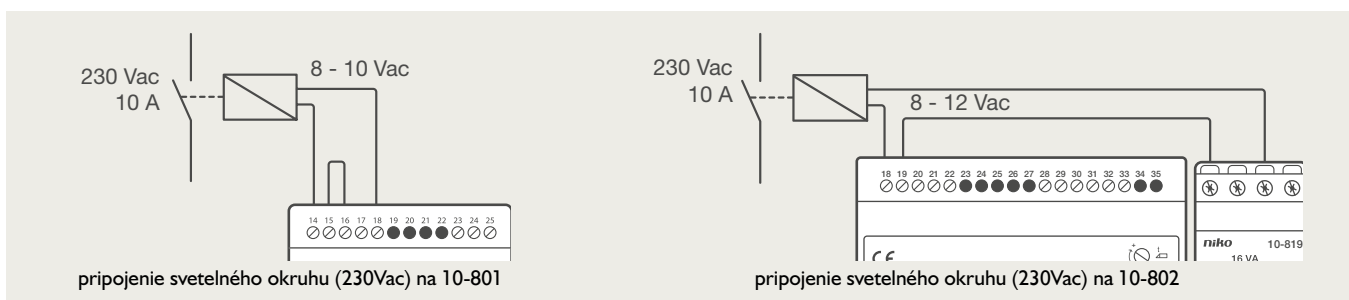 230 Vac
10 A
8 - 10 Vac
14 15 16 17 18 19 20 21 22 23 24 25
pripojenie svetelného okruhu (230Vac) na 10-801
230 Vac
10 A
8 - 12 Vac
18 19 20 21 22 23 24 25 26 27 28 29 30 31 32 33 34 35
CE
+ t
niko 10-819
16 VA
pripojenie svetelného okruhu (230Vac) na 10-802